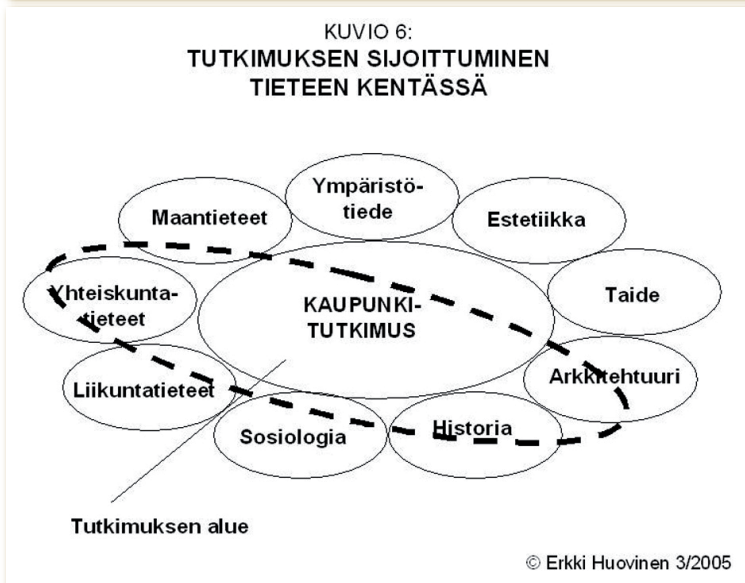 KUVIO 6:
TUTKIMUKSEN SIJOITTUMINEN
TIETEEN KENTÄSSÄ
Ympäristö-
tiede
Maantieteet
Estetiikka
Yhteiskunta-
tieteet
KAUPUNKI-
TUTKIMUS
Taide
Liikuntatieteet
Arkkitehtuuri
Sosiologia
Historia
Tutkimuksen alue
© Erkki Huovinen 3/2005